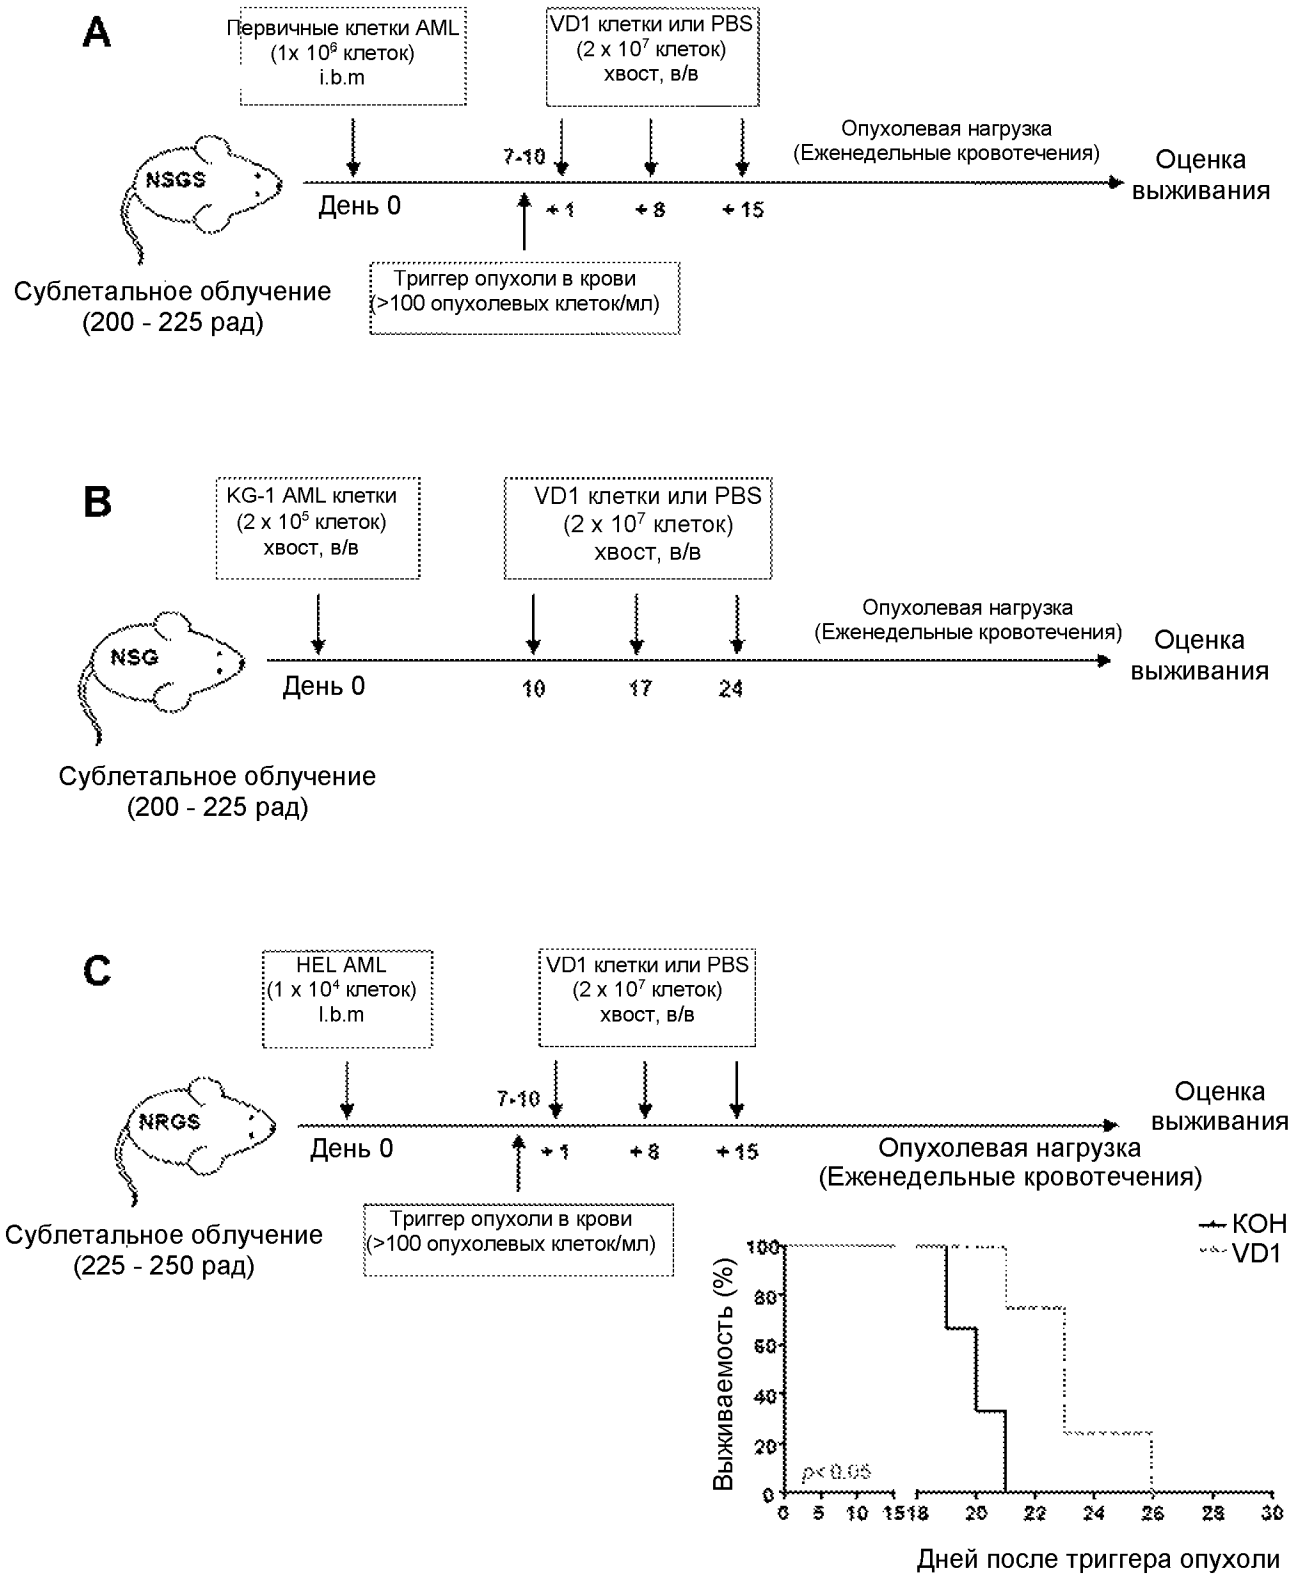 A
Первичные клетки AML
(1x 10⁶ клеток)
i.b.m
VD1 клетки или PBS
(2 x 10⁷ клеток)
хвост, в/в
Опухолевая нагрузка
(Еженедельные кровотечения)
Оценка
выживания
NSGS
7-10
День 0
+ 1
+ 8
+ 15
Триггер опухоли в крови
(>100 опухолевых клеток/мл)
Сублетальное облучение
(200 - 225 рад)
B
KG-1 AML клетки
(2 x 10⁵ клеток)
хвост, в/в
VD1 клетки или PBS
(2 x 10⁷ клеток)
хвост, в/в
Опухолевая нагрузка
(Еженедельные кровотечения)
Оценка
выживания
NSG
День 0
10
17
24
Сублетальное облучение
(200 - 225 рад)
C
HEL AML
(1 x 10⁴ клеток)
I.b.m
VD1 клетки или PBS
(2 x 10⁷ клеток)
хвост, в/в
7-10
NRGS
Оценка
выживания
День 0
+ 1
+ 8
+ 15
Опухолевая нагрузка
(Еженедельные кровотечения)
Триггер опухоли в крови
(>100 опухолевых клеток/мл)
Сублетальное облучение
(225 - 250 рад)
КОН
VD1
Выживаемость (%)
100
80
60
40
20
0
p< 0.05
0 5 10 15 18 20 22 24 26 28 30
Дней после триггера опухоли